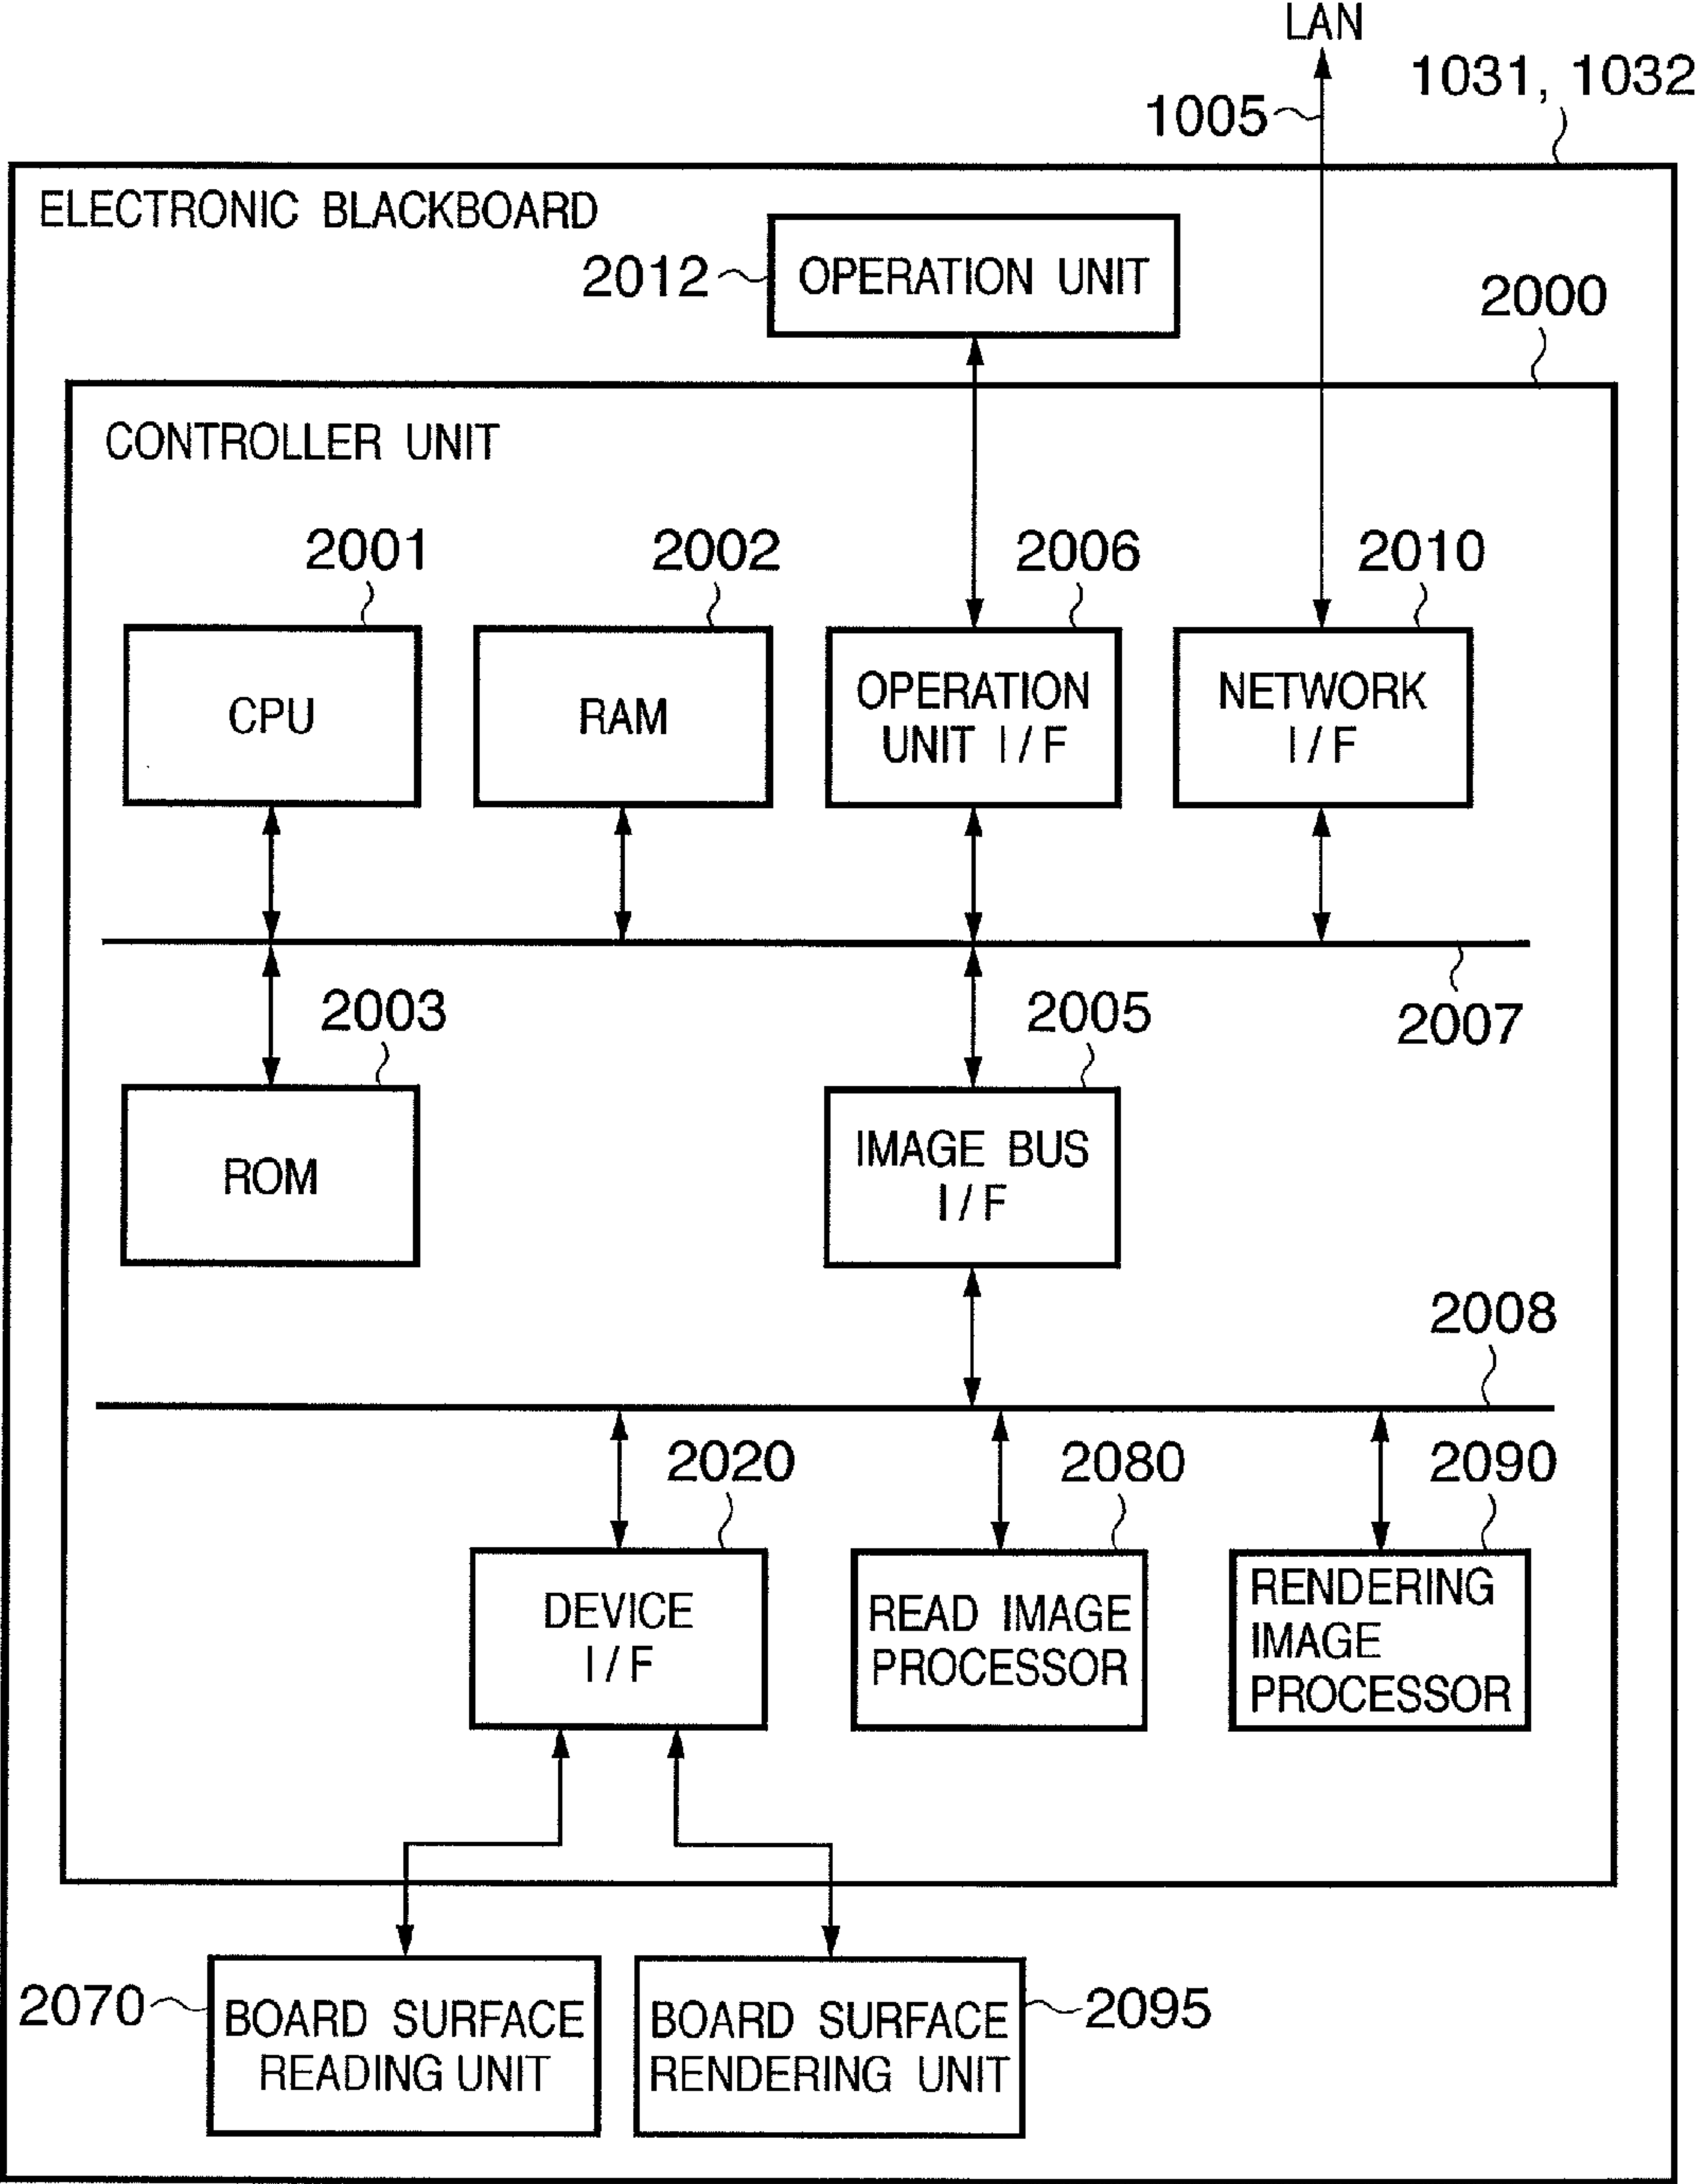 LAN
1031, 1032
1005
ELECTRONIC BLACKBOARD
2012
OPERATION UNIT
2000
CONTROLLER UNIT
2001
2002
2006
2010
CPU
RAM
OPERATION
UNIT I/F
NETWORK
I/F
2003
2005
2007
ROM
IMAGE BUS
I/F
2008
2020
2080
2090
DEVICE
I/F
READ IMAGE
PROCESSOR
RENDERING
IMAGE
PROCESSOR
2070
BOARD SURFACE
READING UNIT
BOARD SURFACE
RENDERING UNIT
2095